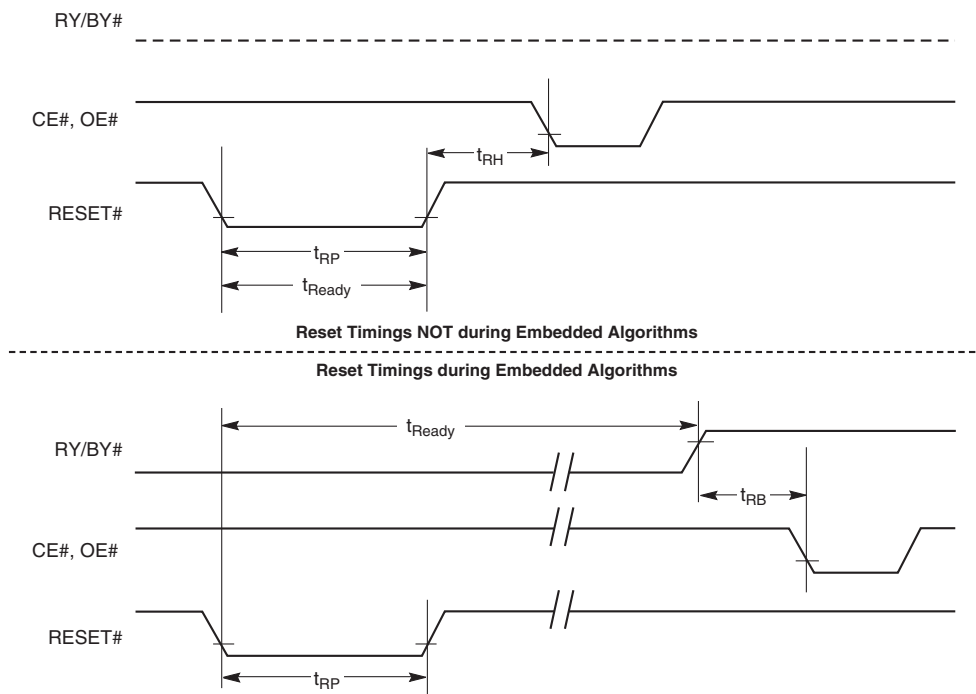 RY/BY#
CE#, OE#
tRH
RESET#
tRP
tReady
Reset Timings NOT during Embedded Algorithms
Reset Timings during Embedded Algorithms
tReady
RY/BY#
tRB
CE#, OE#
RESET#
tRP